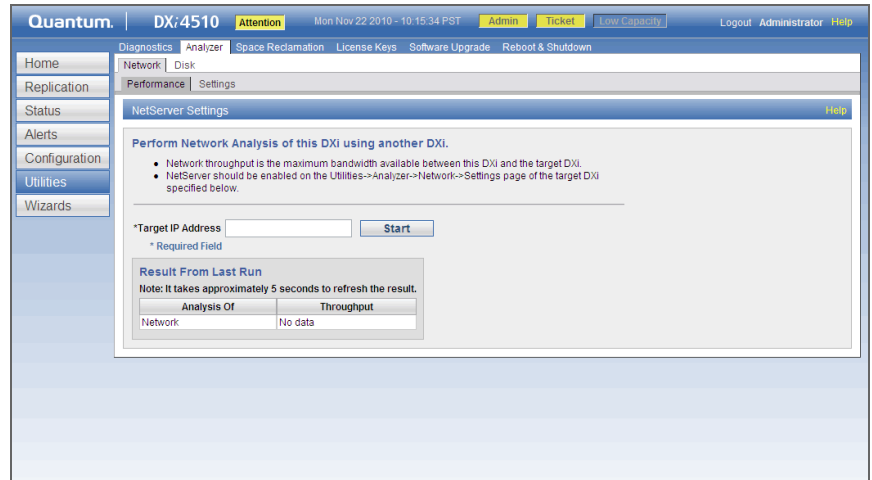 Quantum. DXi4510 Attention Mon Nov 22 2010 - 10:15:34 PST Admin Ticket Low Capacity Logout Administrator Help
Diagnostics Analyzer Space Reclamation License Keys Software Upgrade Reboot & Shutdown
Home
Replication
Status
Alerts
Configuration
Utilities
Wizards
Network Disk
Performance Settings
NetServer Settings Help
Perform Network Analysis of this DXi using another DXi.
• Network throughput is the maximum bandwidth available between this DXi and the target DXi.
• NetServer should be enabled on the Utilities->Analyzer->Network->Settings page of the target DXi
specified below.
*Target IP Address Start
* Required Field
Result From Last Run
Note: It takes approximately 5 seconds to refresh the result.
Analysis Of Throughput
Network No data